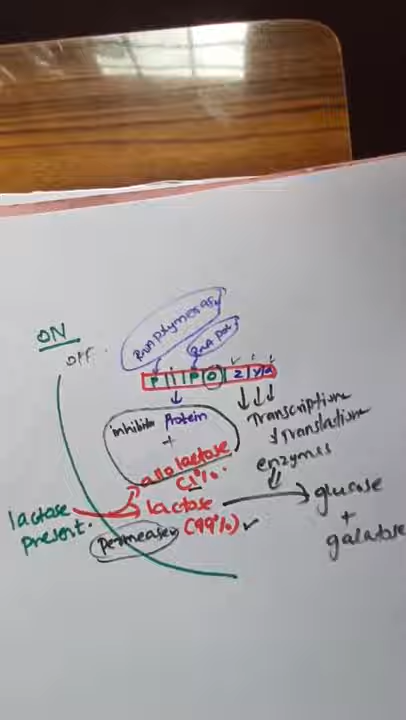 ON
OFF.
RNA polymerase
RNA pol.
P i P O Z Y a
inhibitor Protein
+
allolactose
(1%).
lactose
(99%)
lactose
present.
permease
Transcription
& Translation
enzymes
glucose
+
galactose